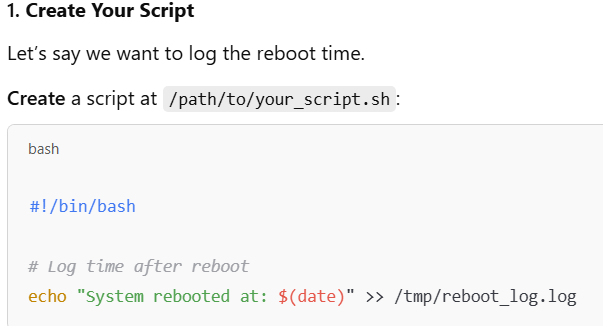 1. Create Your Script
Let’s say we want to log the reboot time.
Create a script at /path/to/your_script.sh:
bash
#!/bin/bash
# Log time after reboot
echo "System rebooted at: $(date)" >> /tmp/reboot_log.log